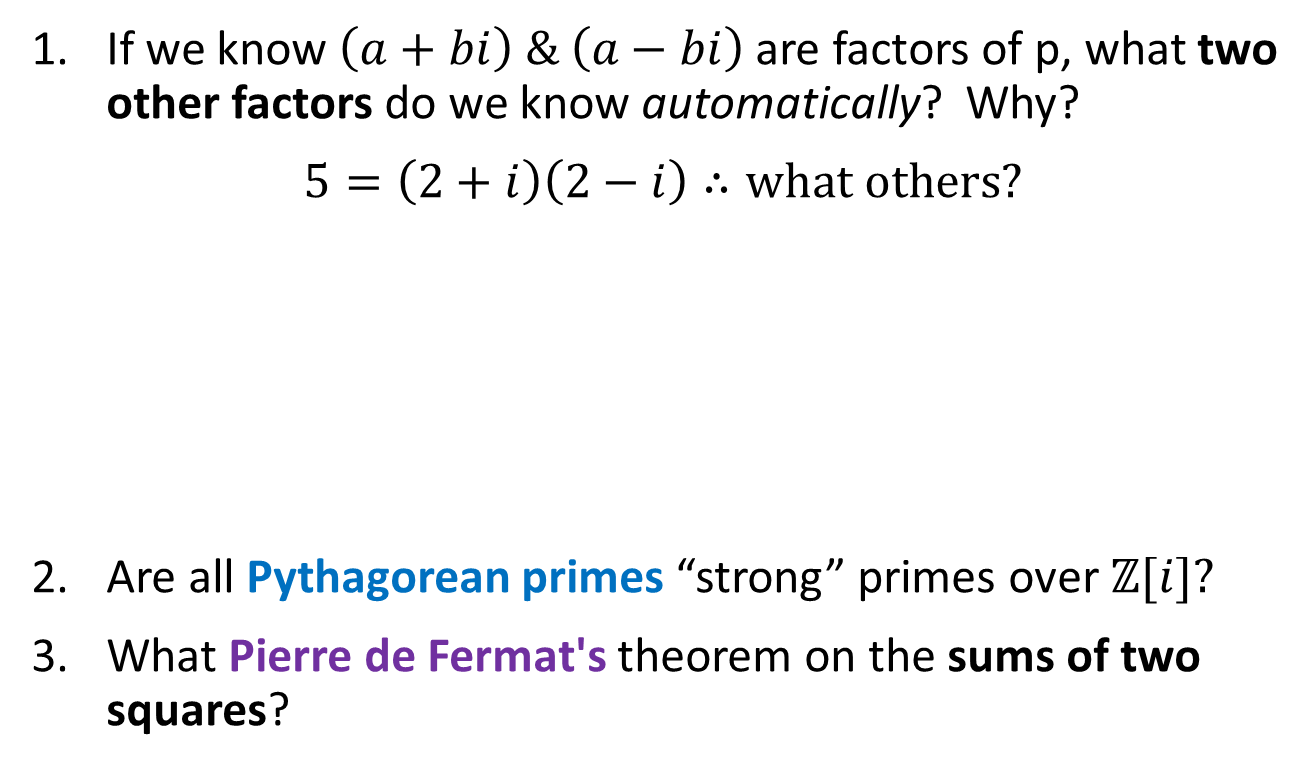 1. If we know (a + bi) & (a − bi) are factors of p, what two
other factors do we know automatically? Why?
5 = (2 + i)(2 − i) ∴ what others?
2. Are all Pythagorean primes “strong” primes over ℤ[i]?
3. What Pierre de Fermat's theorem on the sums of two
squares?